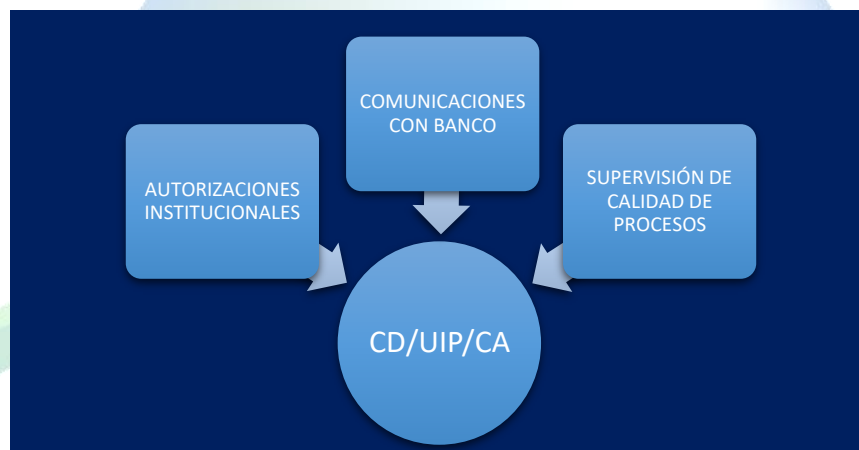 COMUNICACIONES
CON BANCO
AUTORIZACIONES
INSTITUCIONALES
SUPERVISIÓN DE
CALIDAD DE
PROCESOS
CD/UIP/CA